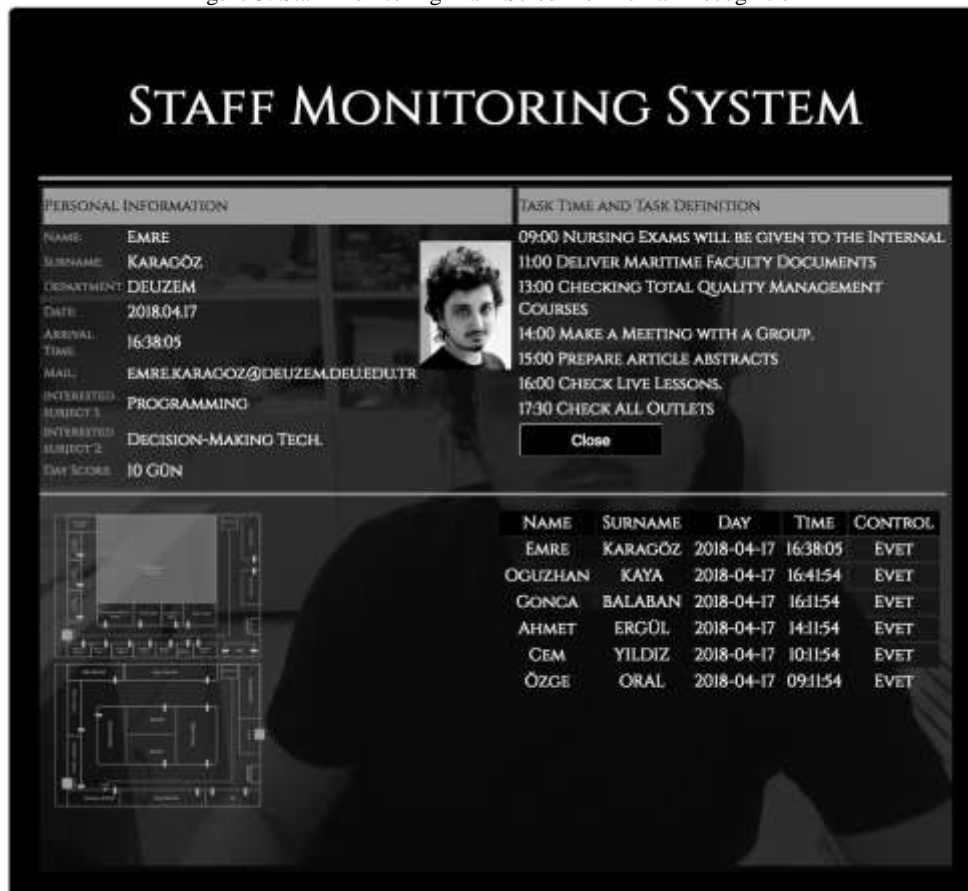 STAFF MONITORING SYSTEM
PERSONAL INFORMATION
NAME: EMRE
SURNAME: KARAGÖZ
DEPARTMENT: DEUZEM
DATE: 2018.04.17
ARRIVAL TIME: 16:38:05
MAIL: EMRE.KARAGOZ@DEUZEM.DEU.EDU.TR
INTERESTED SUBJECT 1: PROGRAMMING
INTERESTED SUBJECT 2: DECISION-MAKING TECH.
DAY SCORE: 10 GÜN
TASK TIME AND TASK DEFINITION
09:00 NURSING EXAMS WILL BE GIVEN TO THE INTERNAL
11:00 DELIVER MARITIME FACULTY DOCUMENTS
13:00 CHECKING TOTAL QUALITY MANAGEMENT
COURSES
14:00 MAKE A MEETING WITH A GROUP.
15:00 PREPARE ARTICLE ABSTRACTS
16:00 CHECK LIVE LESSONS.
17:30 CHECK ALL OUTLETS
Close
NAME SURNAME DAY TIME CONTROL
EMRE KARAGÖZ 2018-04-17 16:38:05 EVET
OGUZHAN KAYA 2018-04-17 16:41:54 EVET
GONCA BALABAN 2018-04-17 16:11:54 EVET
AHMET ERGÜL 2018-04-17 14:11:54 EVET
CEM YILDIZ 2018-04-17 10:11:54 EVET
ÖZGE ORAL 2018-04-17 09:11:54 EVET